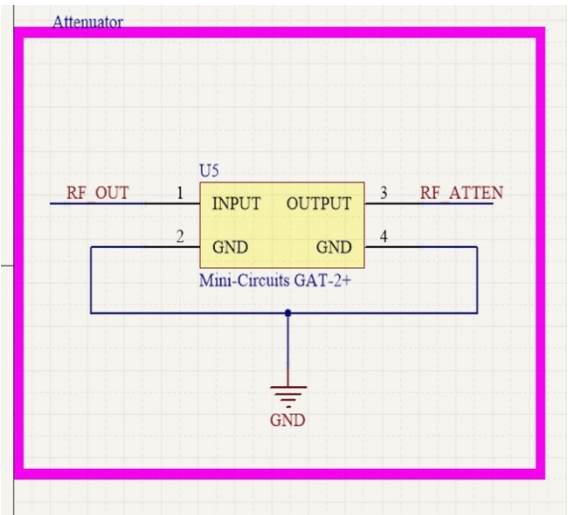 Attenuator
U5
RF_OUT 1 INPUT OUTPUT 3 RF_ATTEN
2 GND GND 4
Mini-Circuits GAT-2+
GND